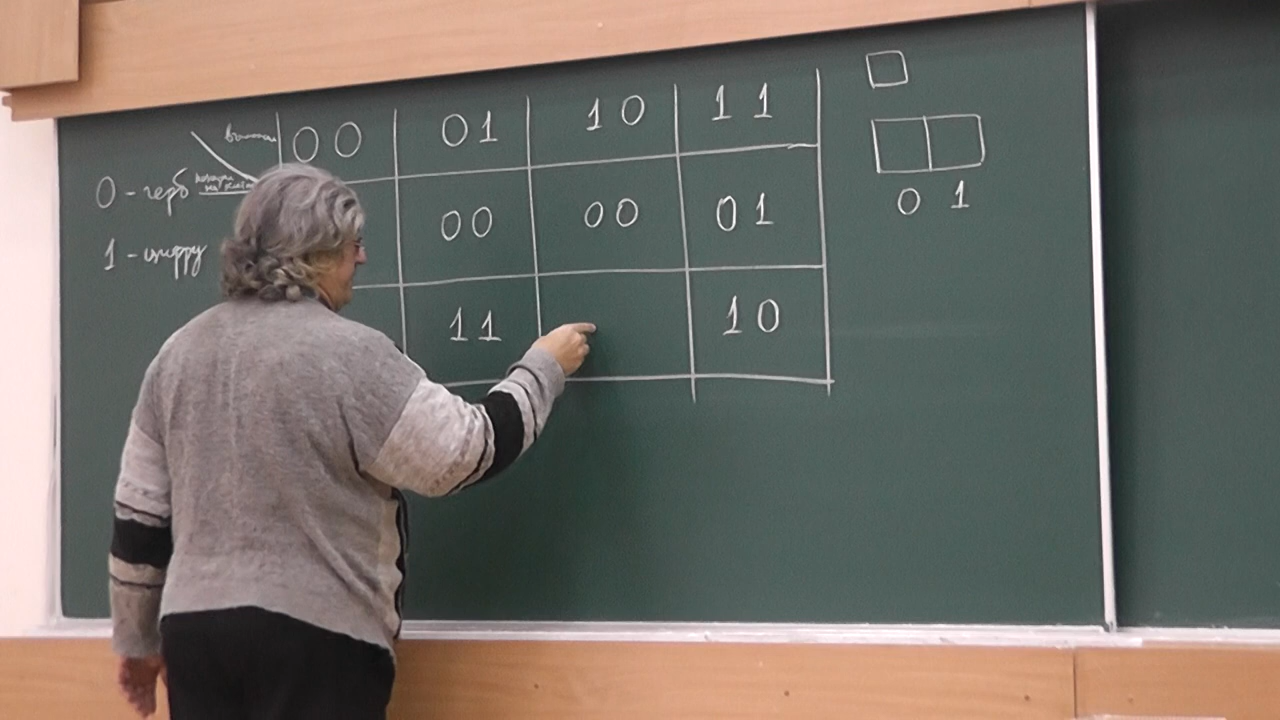 00 01 10 11
0 - герб
00 00 01
1 - цифру
11 10
0 1